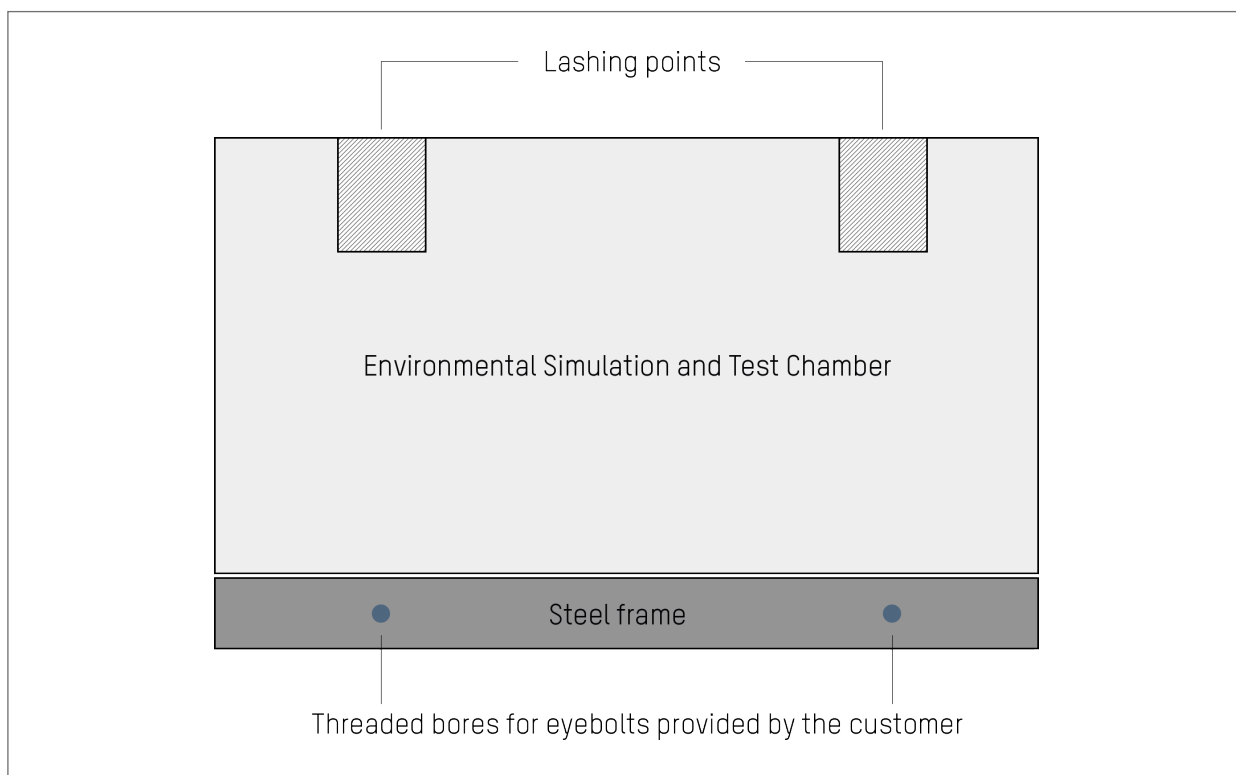 Lashing points
Environmental Simulation and Test Chamber
Steel frame
Threaded bores for eyebolts provided by the customer